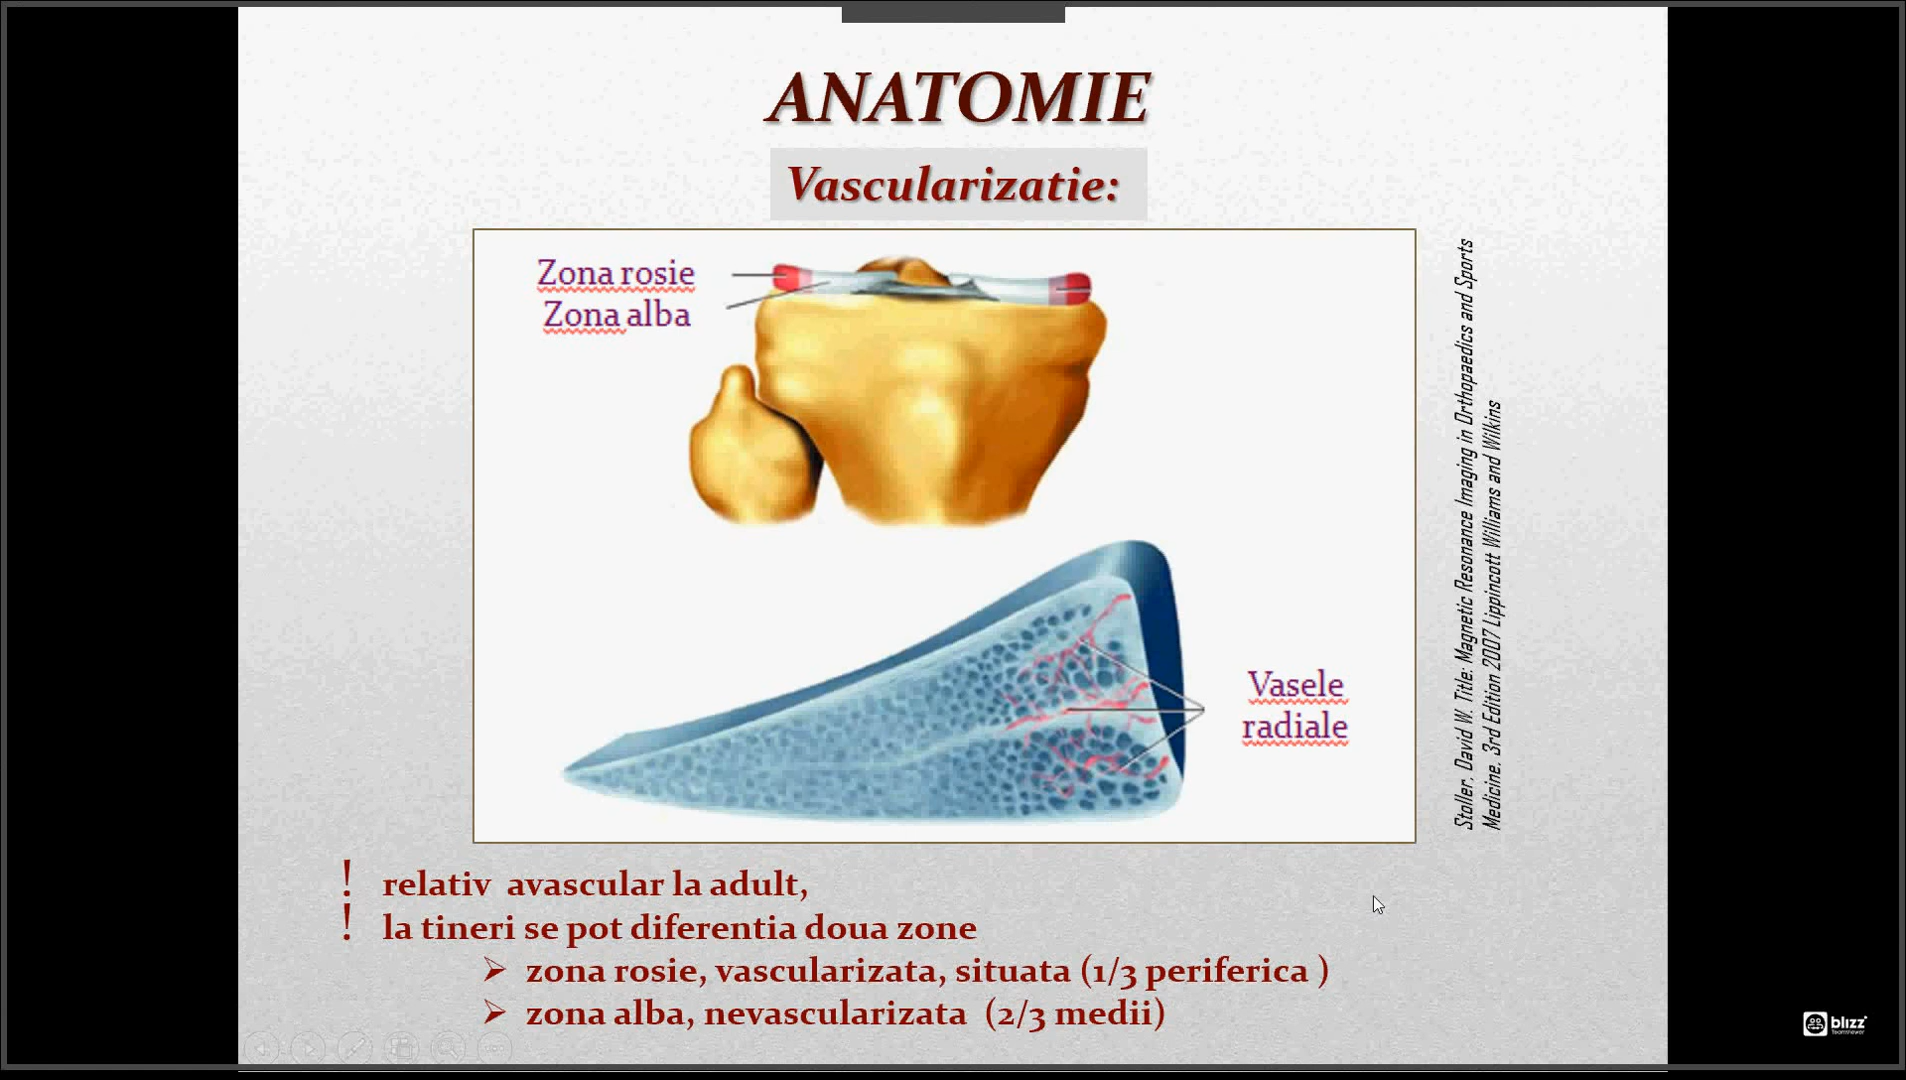 ANATOMIE
Vascularizatie:
Zona rosie
Zona alba
Vasele
radiale
Stoller, David W. Title: Magnetic Resonance Imaging in Orthopaedics and Sports
Medicine. 3rd Edition 2007 Lippincott Williams and Wilkins
! relativ avascular la adult,
! la tineri se pot diferentia doua zone
➢ zona rosie, vascularizata, situata (1/3 periferica )
➢ zona alba, nevascularizata (2/3 medii)
blizz
TeamViewer